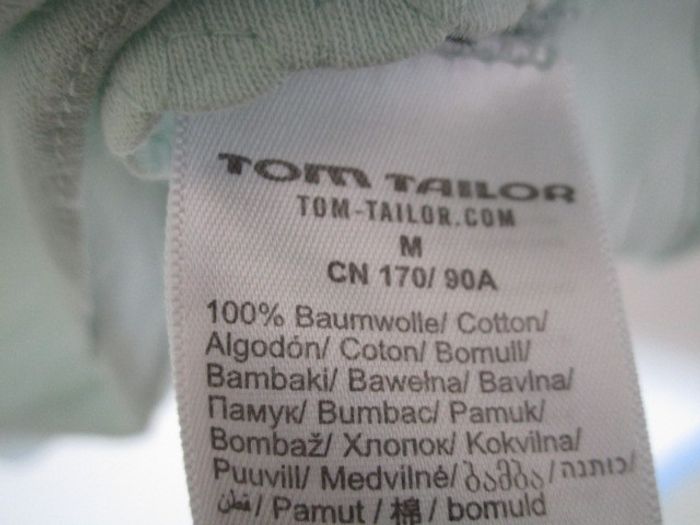 TOM TAILOR
TOM-TAILOR.COM
M
CN 170/ 90A
100% Baumwolle/ Cotton/
Algodón/ Coton/ Bomull/
Bambaki/ Bawełna/ Bavlna/
Памук/ Bumbac/ Pamuk/
Bombaž/ Хлопок/ Kokvilna/
Puuvill/ Medvilnė/ ბამბა/ כותנה/
قطن/ Pamut / 棉/ bomuld